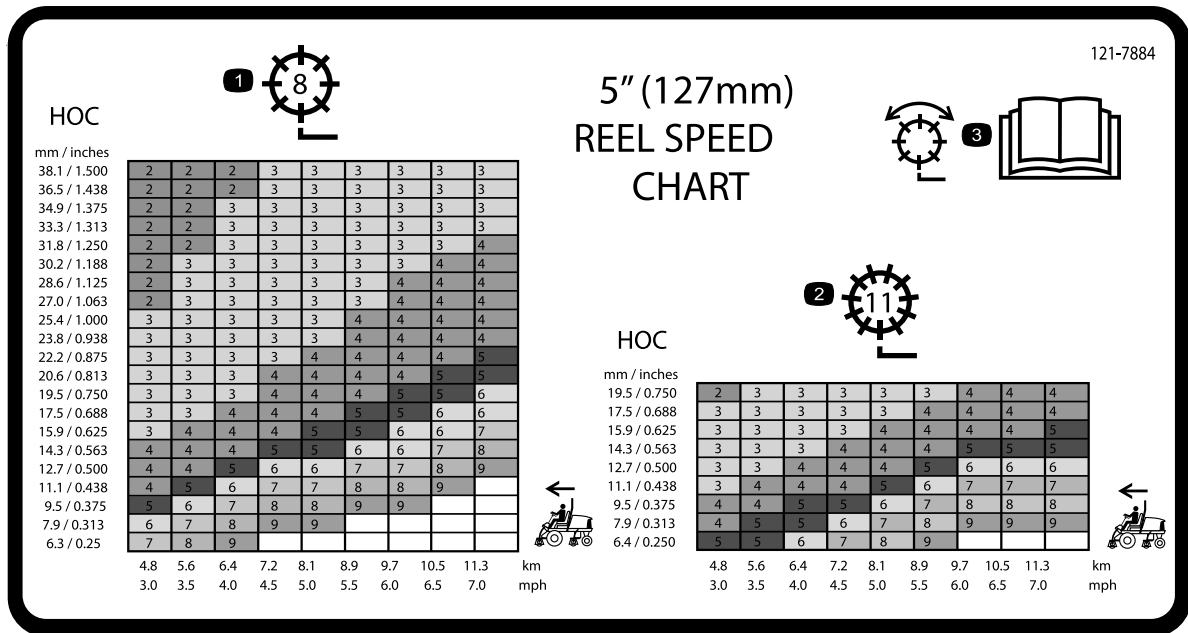 121-7884
5” (127mm)
REEL SPEED
CHART
1
8
HOC
mm / inches
38.1 / 1.500 2 2 2 3 3 3 3 3 3
36.5 / 1.438 2 2 2 3 3 3 3 3 3
34.9 / 1.375 2 2 3 3 3 3 3 3 3
33.3 / 1.313 2 2 3 3 3 3 3 3 3
31.8 / 1.250 2 2 3 3 3 3 3 3 4
30.2 / 1.188 2 3 3 3 3 3 3 4 4
28.6 / 1.125 2 3 3 3 3 3 4 4 4
27.0 / 1.063 2 3 3 3 3 3 4 4 4
25.4 / 1.000 3 3 3 3 3 4 4 4 4
23.8 / 0.938 3 3 3 3 3 4 4 4 4
22.2 / 0.875 3 3 3 3 4 4 4 4 5
20.6 / 0.813 3 3 3 4 4 4 4 5 5
19.5 / 0.750 3 3 3 4 4 4 5 5 6
17.5 / 0.688 3 3 4 4 4 5 5 6 6
15.9 / 0.625 3 4 4 4 5 5 6 6 7
14.3 / 0.563 4 4 4 5 5 6 6 7 8
12.7 / 0.500 4 4 5 6 6 7 7 8 9
11.1 / 0.438 4 5 6 7 7 8 8 9
9.5 / 0.375 5 6 7 8 8 9 9
7.9 / 0.313 6 7 8 9 9
6.3 / 0.25 7 8 9
4.8 5.6 6.4 7.2 8.1 8.9 9.7 10.5 11.3 km
3.0 3.5 4.0 4.5 5.0 5.5 6.0 6.5 7.0 mph
3
2
11
HOC
mm / inches
19.5 / 0.750 2 3 3 3 3 3 4 4 4
17.5 / 0.688 3 3 3 3 3 4 4 4 4
15.9 / 0.625 3 3 3 3 4 4 4 4 5
14.3 / 0.563 3 3 3 4 4 4 5 5 5
12.7 / 0.500 3 3 4 4 4 5 6 6 6
11.1 / 0.438 3 4 4 4 5 6 7 7 7
9.5 / 0.375 4 4 5 5 6 7 8 8 8
7.9 / 0.313 4 5 5 6 7 8 9 9 9
6.4 / 0.250 5 5 6 7 8 9
4.8 5.6 6.4 7.2 8.1 8.9 9.7 10.5 11.3 km
3.0 3.5 4.0 4.5 5.0 5.5 6.0 6.5 7.0 mph